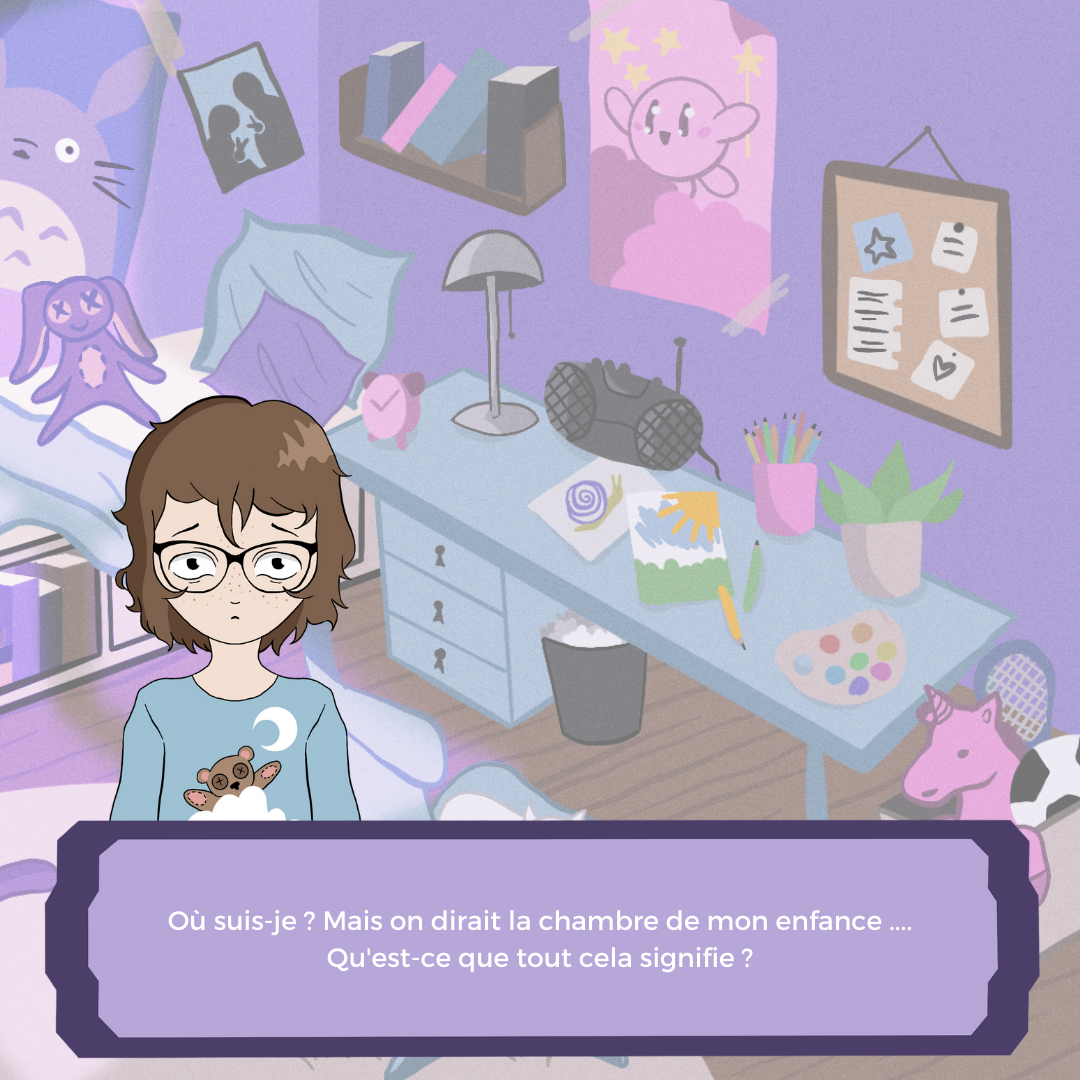 Où suis-je ? Mais on dirait la chambre de mon enfance ....
Qu'est-ce que tout cela signifie ?